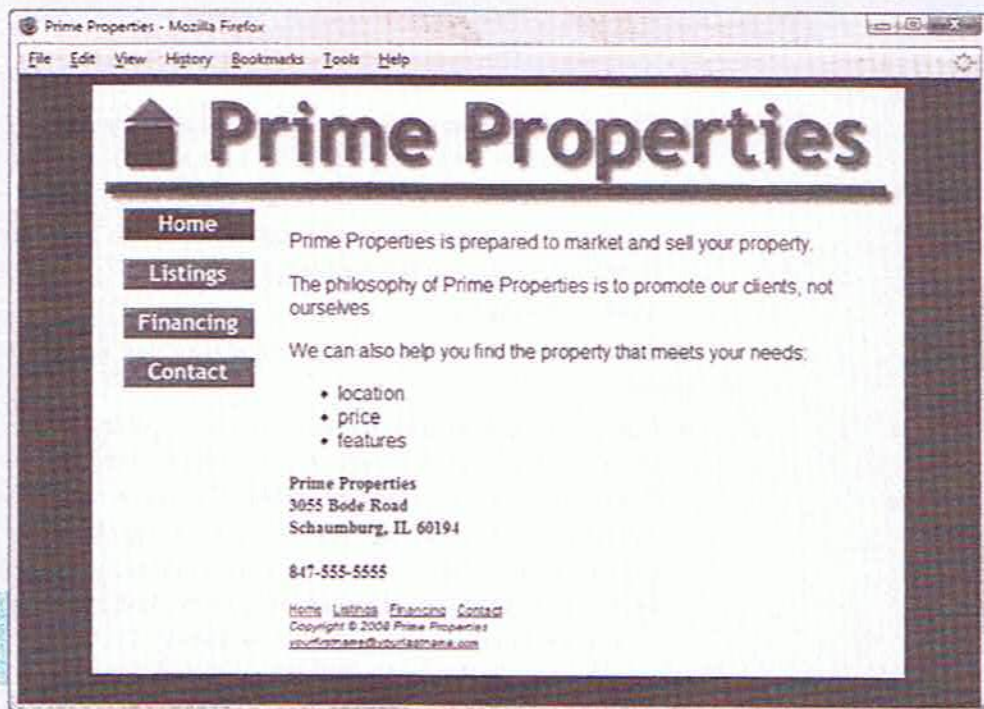 Prime Properties - Mozilla Firefox
File Edit View History Bookmarks Tools Help
Prime Properties
Home
Listings
Financing
Contact
Prime Properties is prepared to market and sell your property.
The philosophy of Prime Properties is to promote our clients, not
ourselves.
We can also help you find the property that meets your needs:
• location
• price
• features
Prime Properties
3055 Bode Road
Schaumburg, IL 60194
847-555-5555
Home Listings Financing Contact
Copyright © 2008 Prime Properties
yourfirstname@yourlastname.com